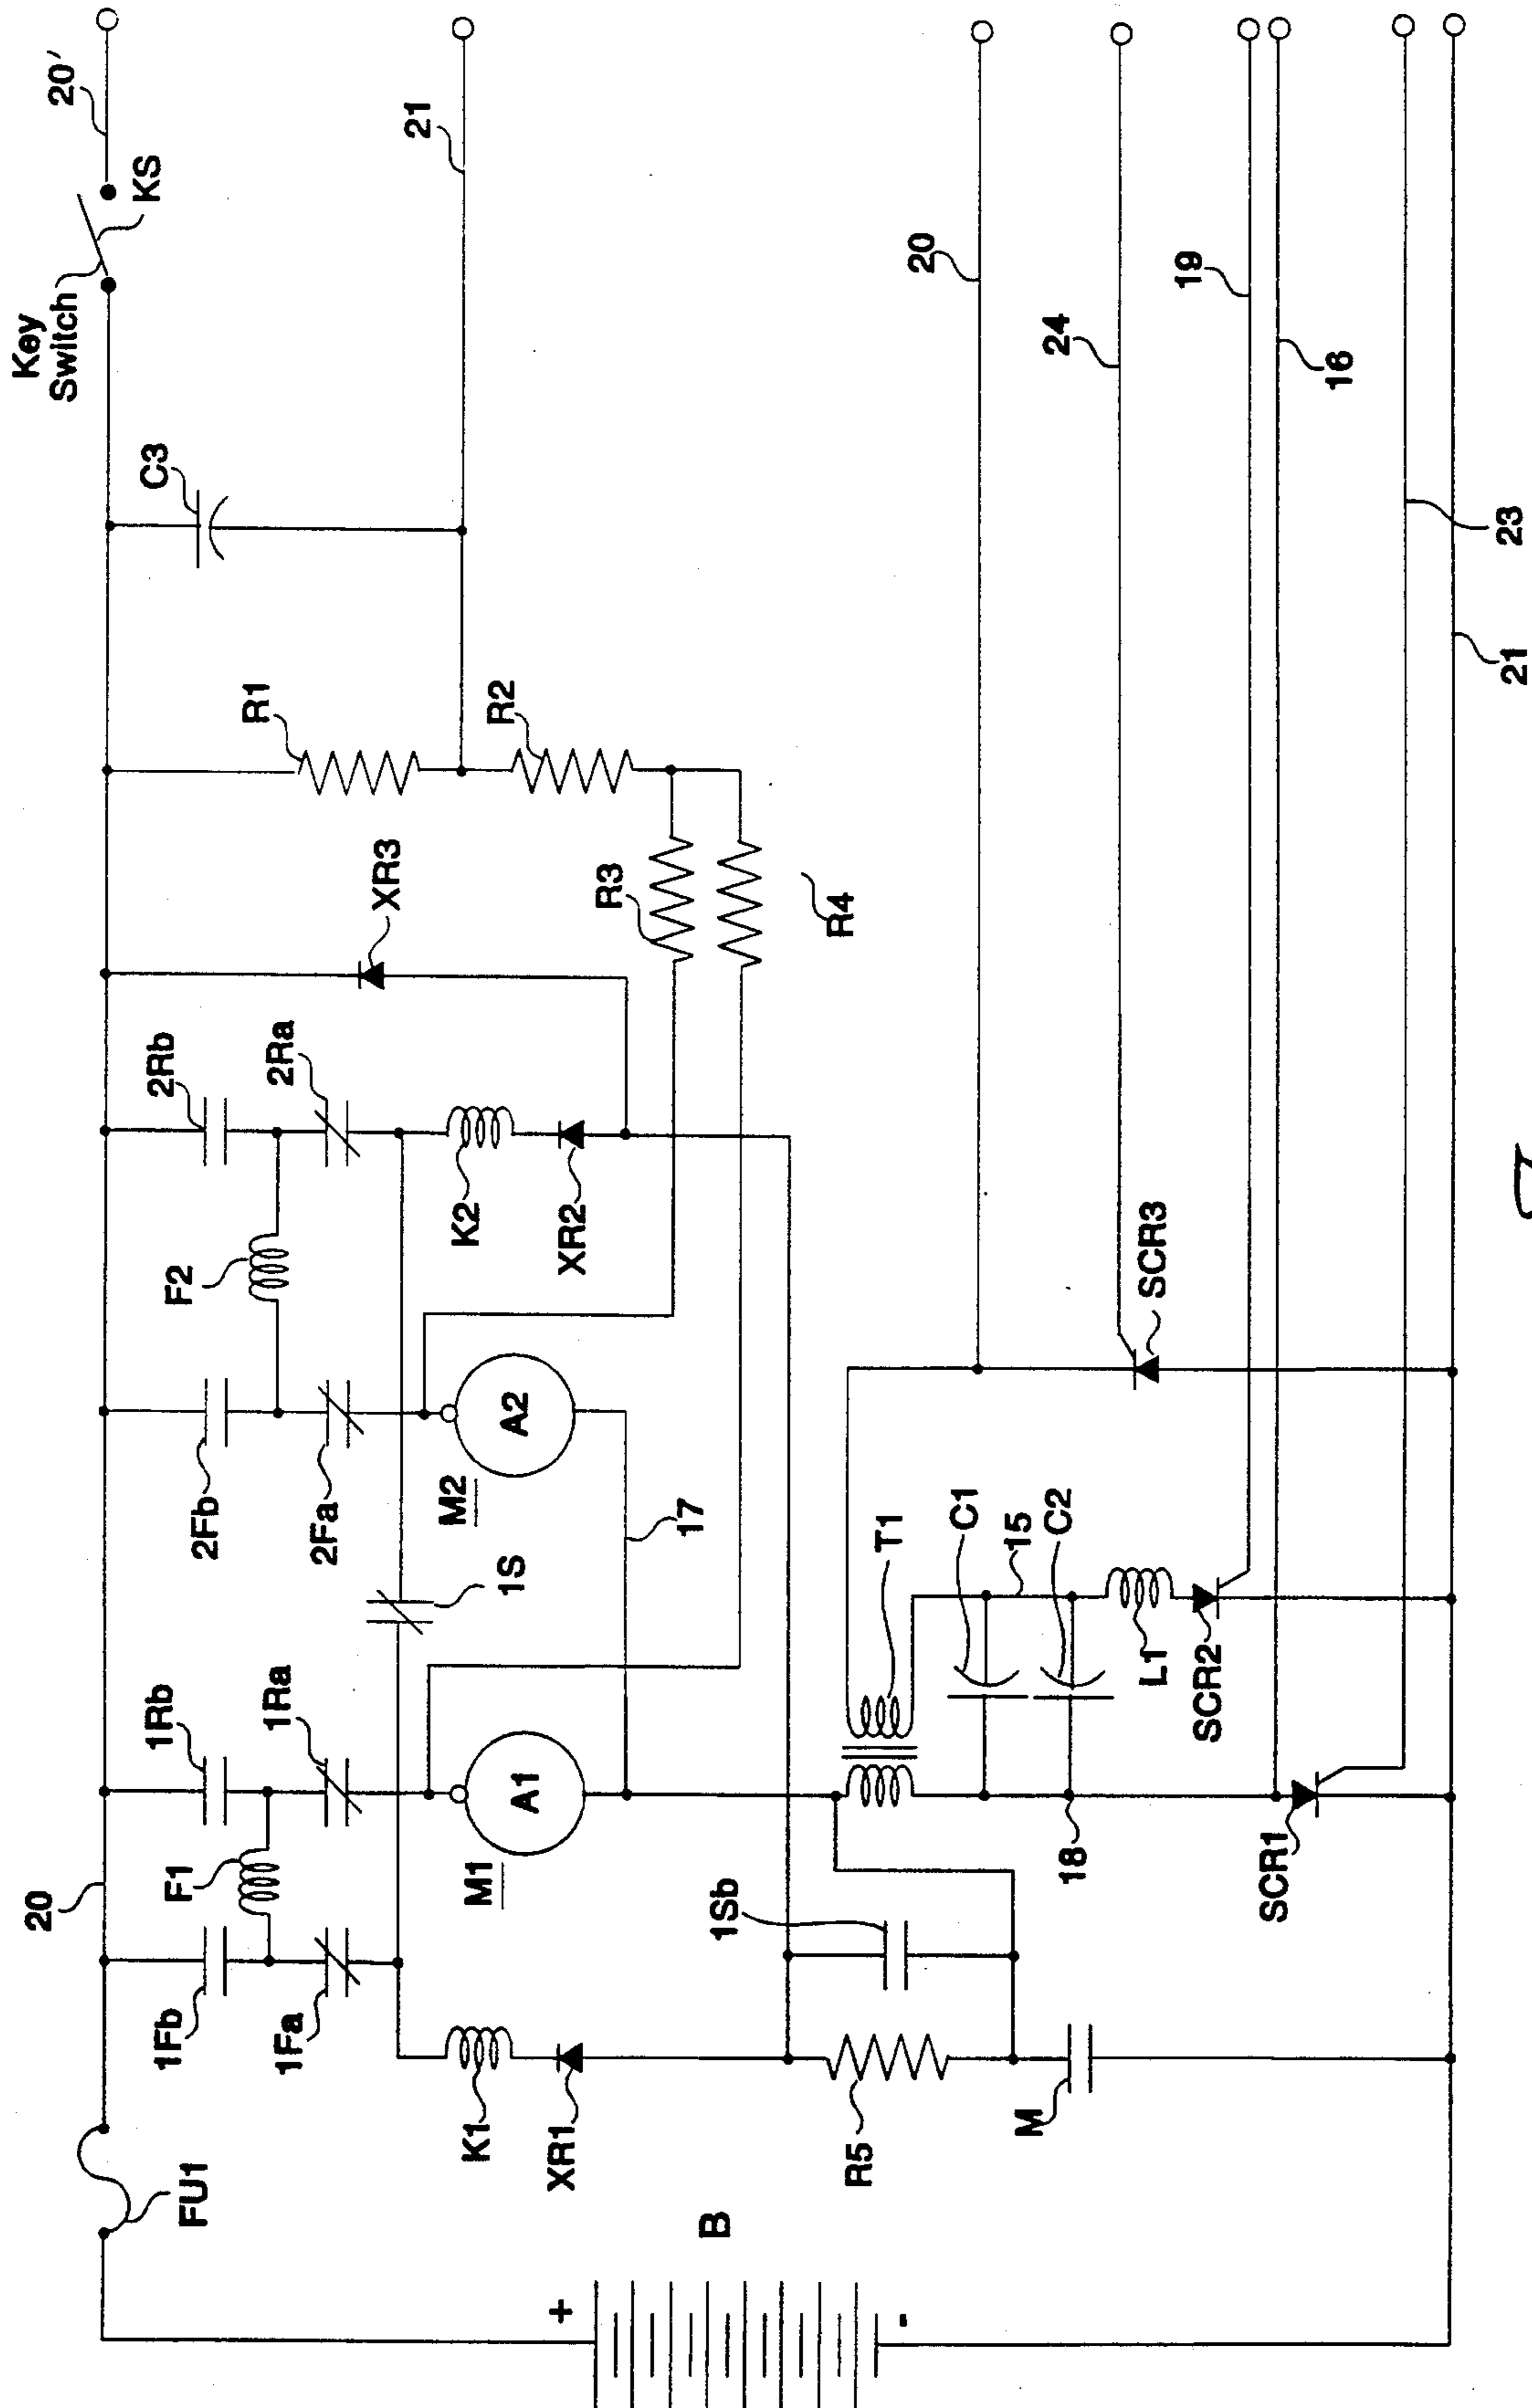 Key
Switch
KS
20'
21
C3
R1
R2
R3
R4
XR3
2Rb
2Ra
K2
XR2
F2
2Fb
2Fa
A2
M2
17
1S
1Rb
1Ra
F1
A1
M1
20
1Fb
1Fa
K1
XR1
FU1
B
+
-
R5
M
1Sb
18
SCR1
T1
C1
C2
15
L1
SCR2
SCR3
20
24
19
16
23
21